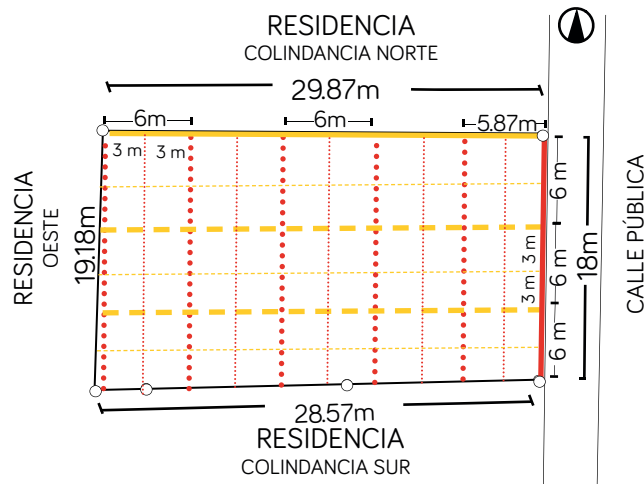 RESIDENCIA
COLINDANCIA NORTE
29.87m
6m
6m
5.87m
3 m
3 m
RESIDENCIA
OESTE
19.18m
6 m
6 m
6 m
3 m
3 m
18m
CALLE PÚBLICA
28.57m
RESIDENCIA
COLINDANCIA SUR